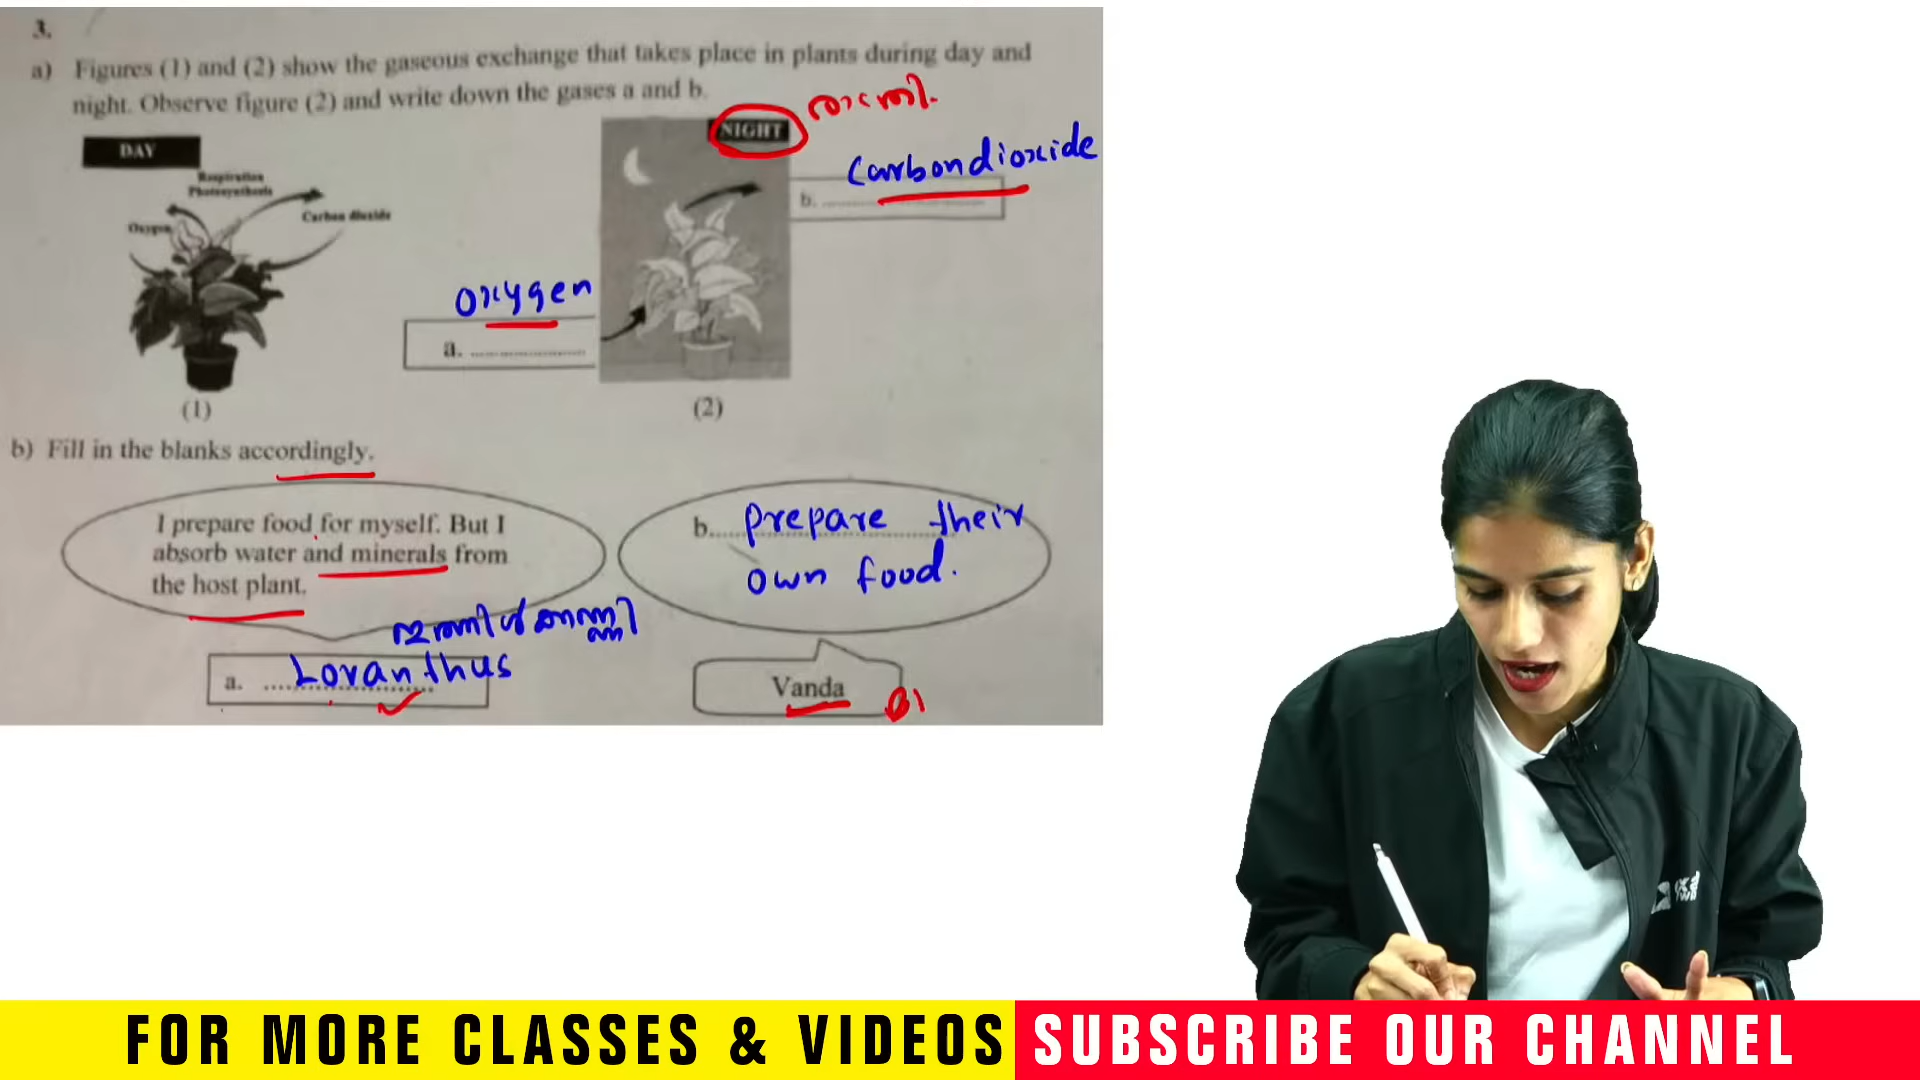 3.
a) Figures (1) and (2) show the gaseous exchange that takes place in plants during day and
night. Observe figure (2) and write down the gases a and b.
രാത്രി.
DAY
NIGHT
Respiration
Photosynthesis
Oxygen
Carbon dioxide
Carbondioxide
b. ........................
Oxygen
a. ........................
(1)
(2)
b) Fill in the blanks accordingly.
I prepare food for myself. But I
absorb water and minerals from
the host plant.
b..... prepare their
own food.
ഇത്തിൾകണ്ണി
a. Loranthus
Vanda
FOR MORE CLASSES & VIDEOS SUBSCRIBE OUR CHANNEL